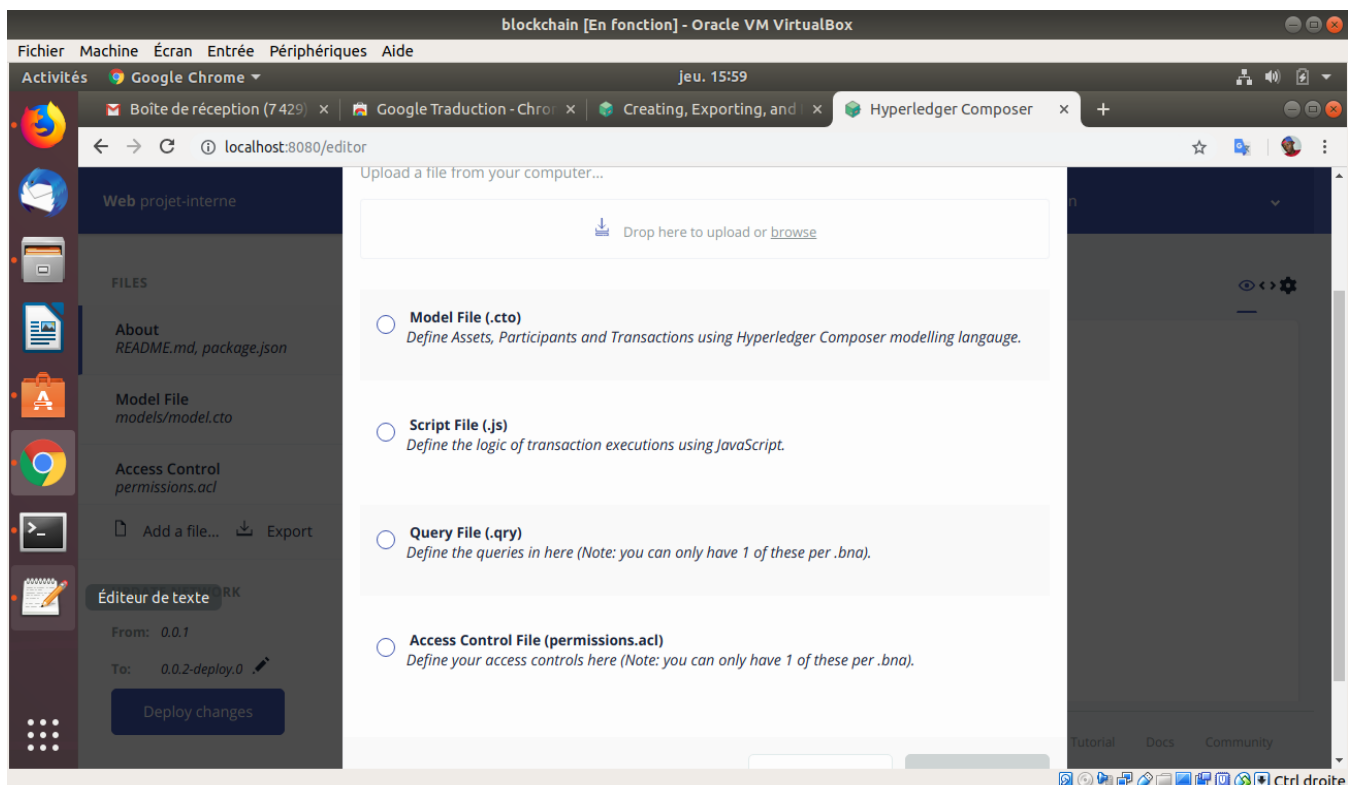 blockchain [En fonction] - Oracle VM VirtualBox
Fichier Machine Écran Entrée Périphériques Aide
Activités Google Chrome jeu. 15:59
Boîte de réception (7 429) Google Traduction - Chror Creating, Exporting, and Hyperledger Composer
localhost:8080/editor
Upload a file from your computer...
Web projet-interne
Drop here to upload or browse
FILES
About
README.md, package.json
Model File
models/model.cto
Access Control
permissions.acl
Add a file... Export
Éditeur de texte
From: 0.0.1
To: 0.0.2-deploy.0
Deploy changes
Model File (.cto)
Define Assets, Participants and Transactions using Hyperledger Composer modelling langauge.
Script File (.js)
Define the logic of transaction executions using JavaScript.
Query File (.qry)
Define the queries in here (Note: you can only have 1 of these per .bna).
Access Control File (permissions.acl)
Define your access controls here (Note: you can only have 1 of these per .bna).
Tutorial Docs Community
Ctrl droite